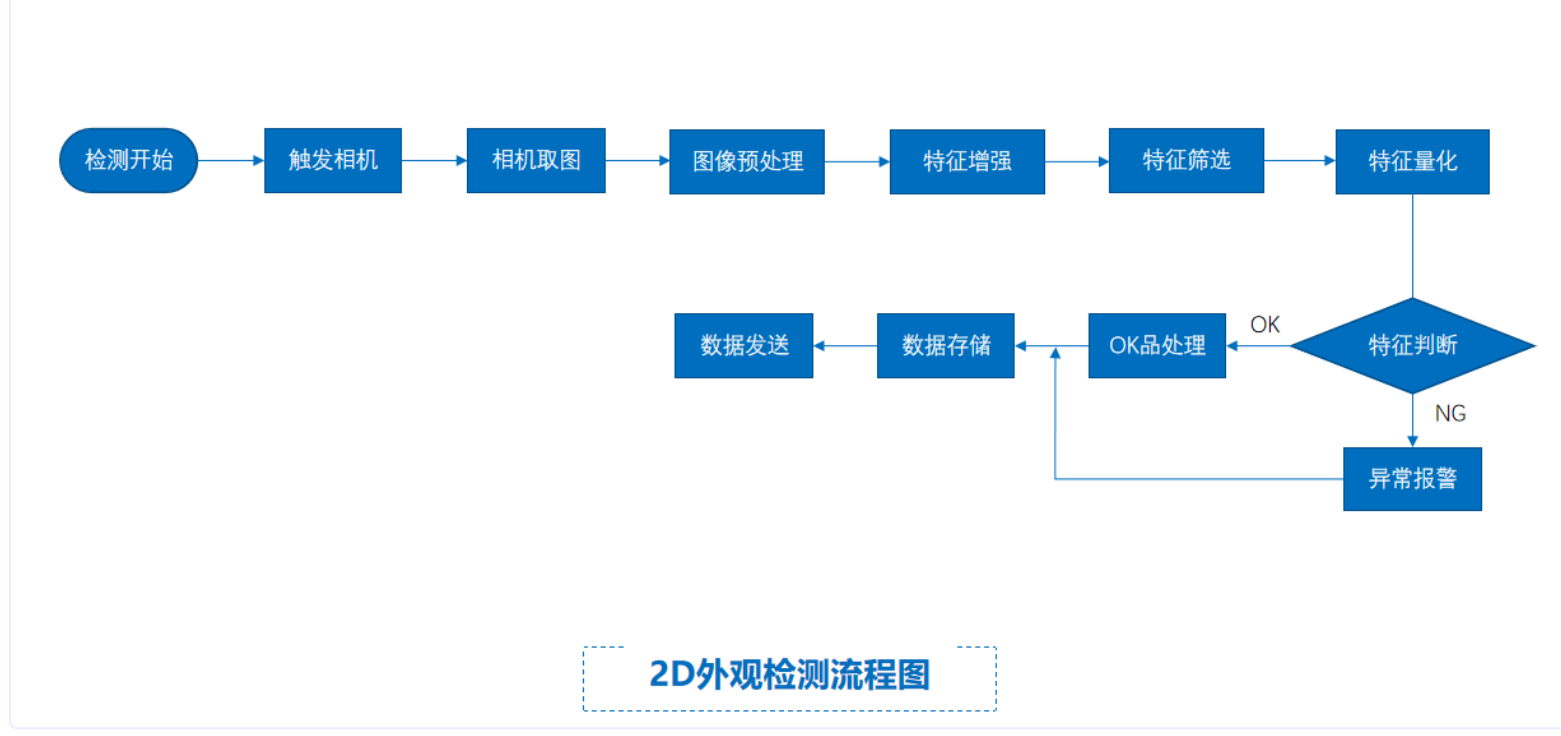 检测开始
触发相机
相机取图
图像预处理
特征增强
特征筛选
特征量化
数据发送
数据存储
OK品处理
OK
特征判断
NG
异常报警
2D外观检测流程图